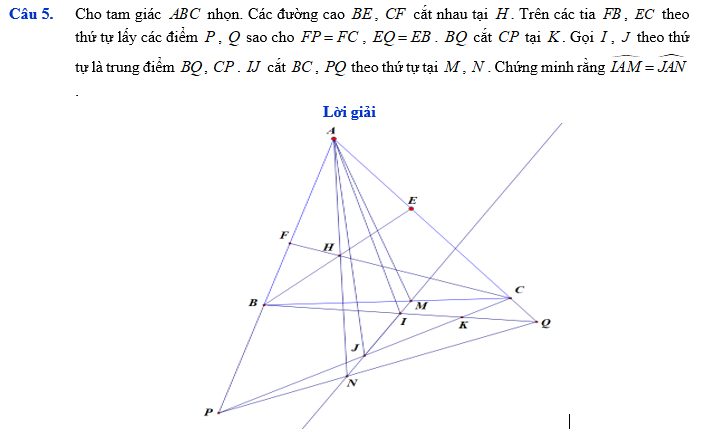 Câu 5. Cho tam giác ABC nhọn. Các đường cao BE, CF cắt nhau tại H. Trên các tia FB, EC theo
thứ tự lấy các điểm P, Q sao cho FP = FC, EQ = EB. BQ cắt CP tại K. Gọi I, J theo thứ
tự là trung điểm BQ, CP. IJ cắt BC, PQ theo thứ tự tại M, N. Chứng minh rằng IAM = JAN
.
Lời giải
A
E
F
H
C
B
M
I
K
Q
J
N
P